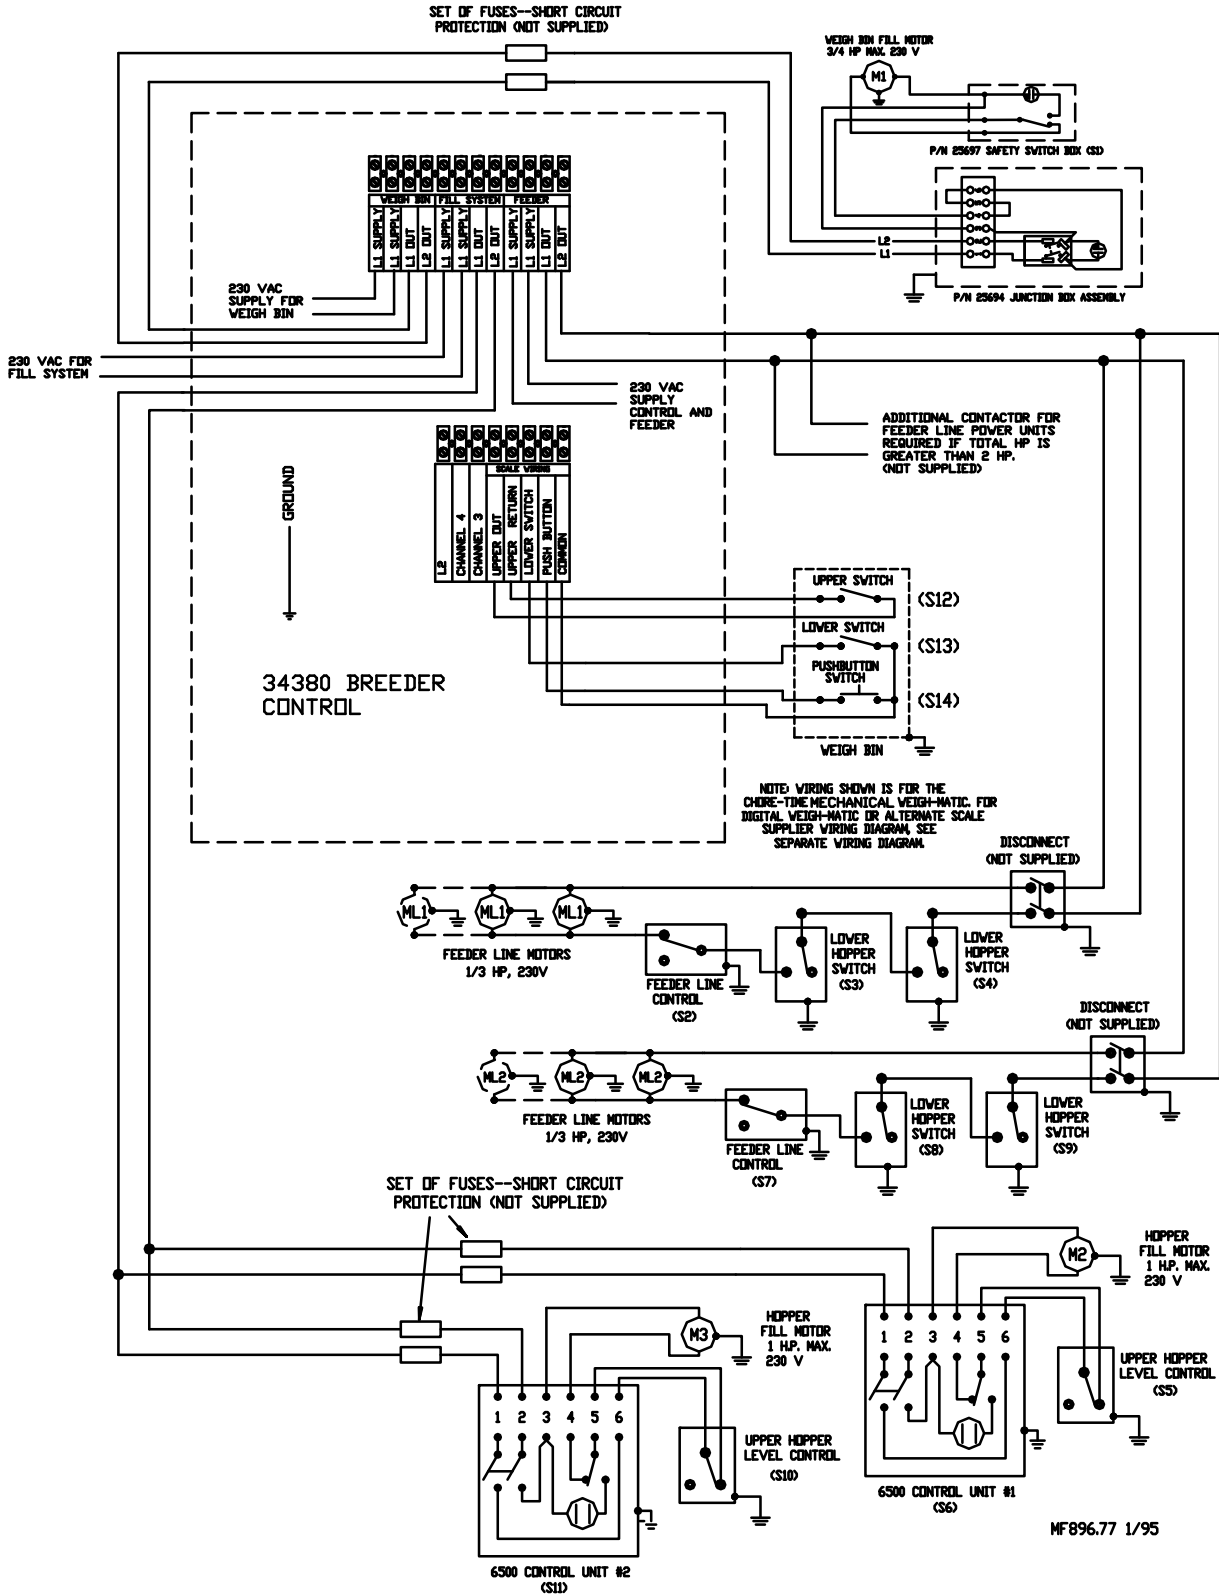 SET OF FUSES--SHORT CIRCUIT
PROTECTION (NOT SUPPLIED)
WEIGH BIN FILL MOTOR
3/4 HP MAX. 230 V
M1
P/N 25697 SAFETY SWITCH BOX (S1)
WEIGH BIN FILL SYSTEM FEEDER
L1 SUPPLY
L1 SUPPLY
L1 OUT
L2 OUT
L1 SUPPLY
L1 SUPPLY
L1 OUT
L2 OUT
L1 SUPPLY
L1 SUPPLY
L1 OUT
L2 OUT
L2
L1
P/N 25694 JUNCTION BOX ASSEMBLY
230 VAC
SUPPLY FOR
WEIGH BIN
230 VAC FOR
FILL SYSTEM
230 VAC
SUPPLY
CONTROL AND
FEEDER
ADDITIONAL CONTACTOR FOR
FEEDER LINE POWER UNITS
REQUIRED IF TOTAL HP IS
GREATER THAN 2 HP.
(NOT SUPPLIED)
GROUND
SCALE WIRING
L2
CHANNEL 4
CHANNEL 3
UPPER OUT
UPPER RETURN
LOWER SWITCH
PUSH BUTTON
COMMON
UPPER SWITCH
(S12)
LOWER SWITCH
(S13)
PUSHBUTTON
SWITCH
(S14)
WEIGH BIN
34380 BREEDER
CONTROL
NOTE: WIRING SHOWN IS FOR THE
CHORE-TIME MECHANICAL WEIGH-MATIC. FOR
DIGITAL WEIGH-MATIC OR ALTERNATE SCALE
SUPPLIER WIRING DIAGRAM, SEE
SEPARATE WIRING DIAGRAM.
DISCONNECT
(NOT SUPPLIED)
ML1
ML1
ML1
FEEDER LINE MOTORS
1/3 HP, 230V
FEEDER LINE
CONTROL
(S2)
LOWER
HOPPER
SWITCH
(S3)
LOWER
HOPPER
SWITCH
(S4)
DISCONNECT
(NOT SUPPLIED)
ML2
ML2
ML2
FEEDER LINE MOTORS
1/3 HP, 230V
FEEDER LINE
CONTROL
(S7)
LOWER
HOPPER
SWITCH
(S8)
LOWER
HOPPER
SWITCH
(S9)
SET OF FUSES--SHORT CIRCUIT
PROTECTION (NOT SUPPLIED)
M2
HOPPER
FILL MOTOR
1 H.P. MAX.
230 V
1 2 3 4 5 6
UPPER HOPPER
LEVEL CONTROL
(S5)
6500 CONTROL UNIT #1
(S6)
M3
HOPPER
FILL MOTOR
1 H.P. MAX.
230 V
1 2 3 4 5 6
UPPER HOPPER
LEVEL CONTROL
(S10)
6500 CONTROL UNIT #2
(S11)
MF896.77 1/95